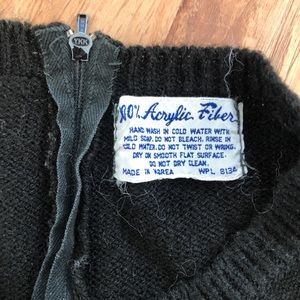 YKK
100% Acrylic Fiber
HAND WASH IN COLD WATER WITH
MILD SOAP. DO NOT BLEACH. RINSE IN
COLD WATER. DO NOT TWIST OR WRING.
DRY ON SMOOTH FLAT SURFACE.
DO NOT DRY CLEAN.
MADE IN KOREA WPL 8134